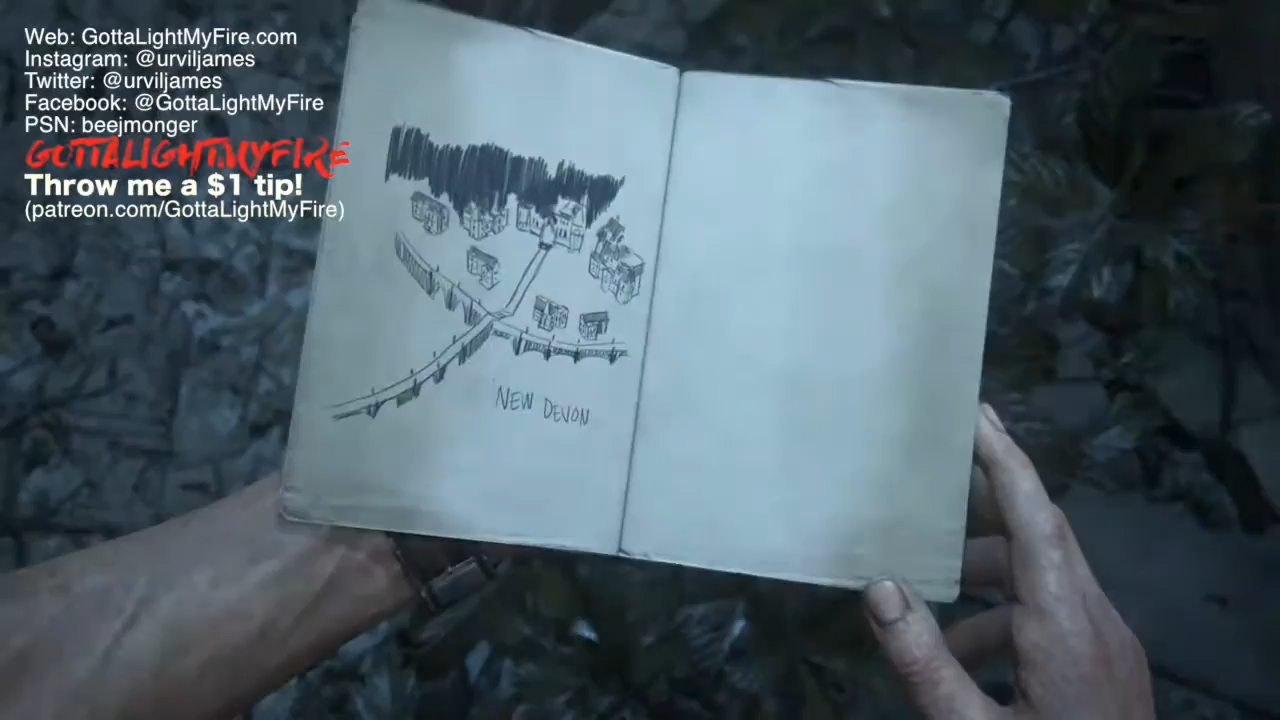 Web: GottaLightMyFire.com
Instagram: @urviljames
Twitter: @urviljames
Facebook: @GottaLightMyFire
PSN: beejmonger
GOTTALIGHTMYFIRE
Throw me a $1 tip!
(patreon.com/GottaLightMyFire)
NEW DEVON